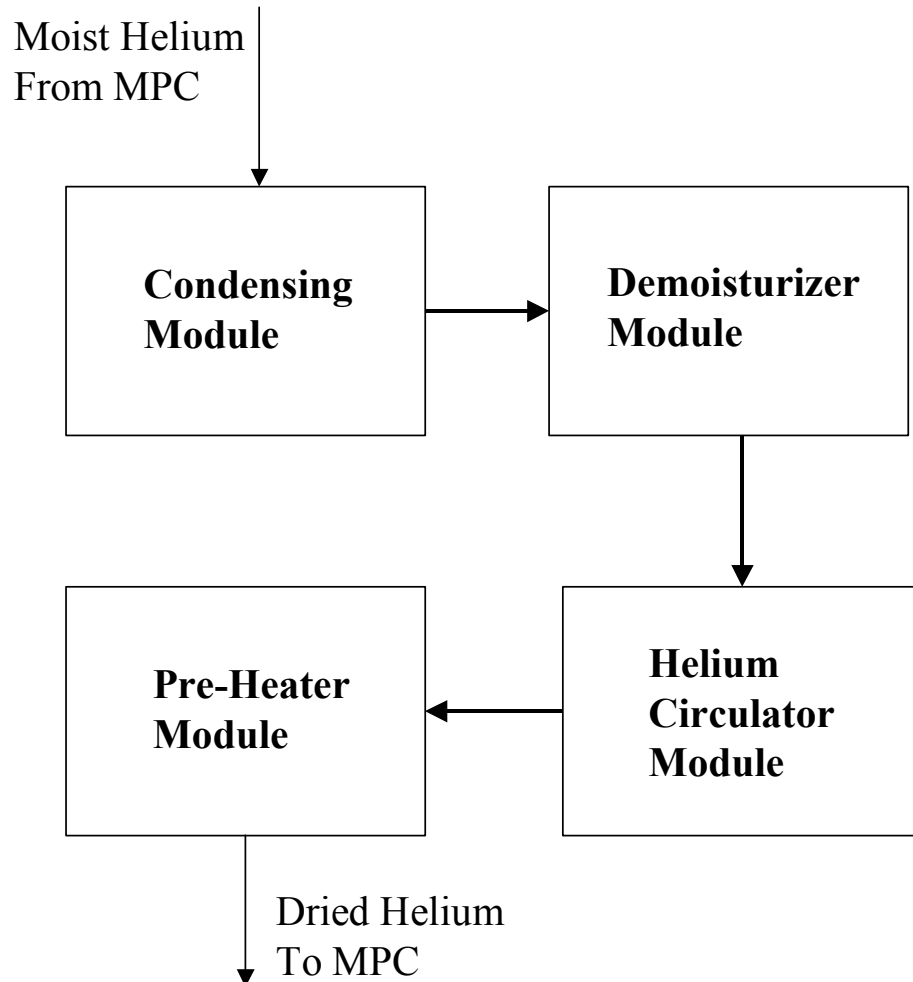 Moist Helium
From MPC
Condensing
Module
Demoisturizer
Module
Helium
Circulator
Module
Pre-Heater
Module
Dried Helium
To MPC